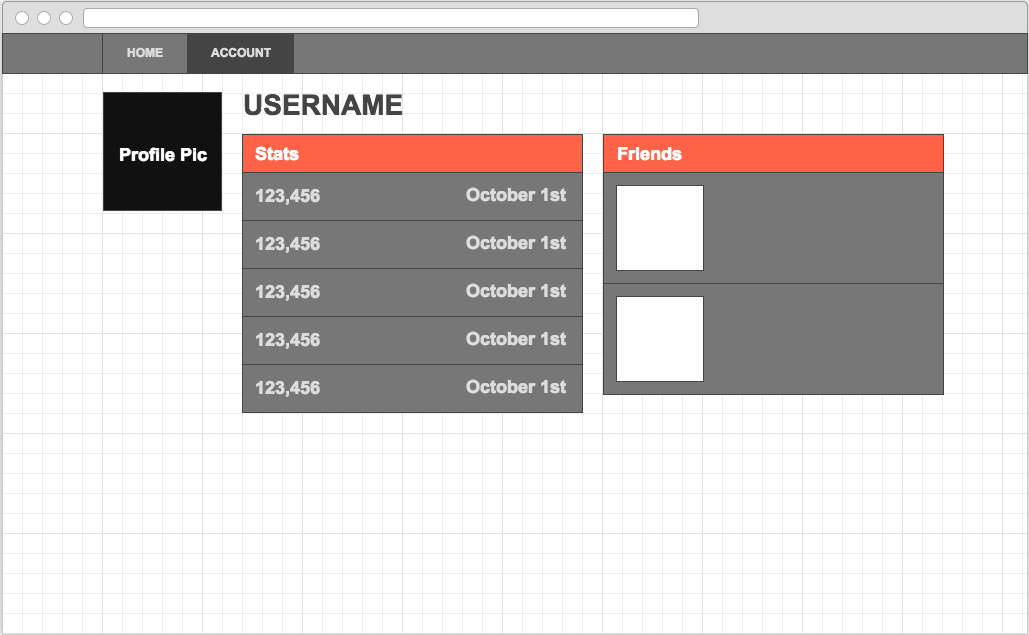 HOME ACCOUNT
USERNAME
Profile Pic
Stats
123,456 October 1st
123,456 October 1st
123,456 October 1st
123,456 October 1st
123,456 October 1st
Friends